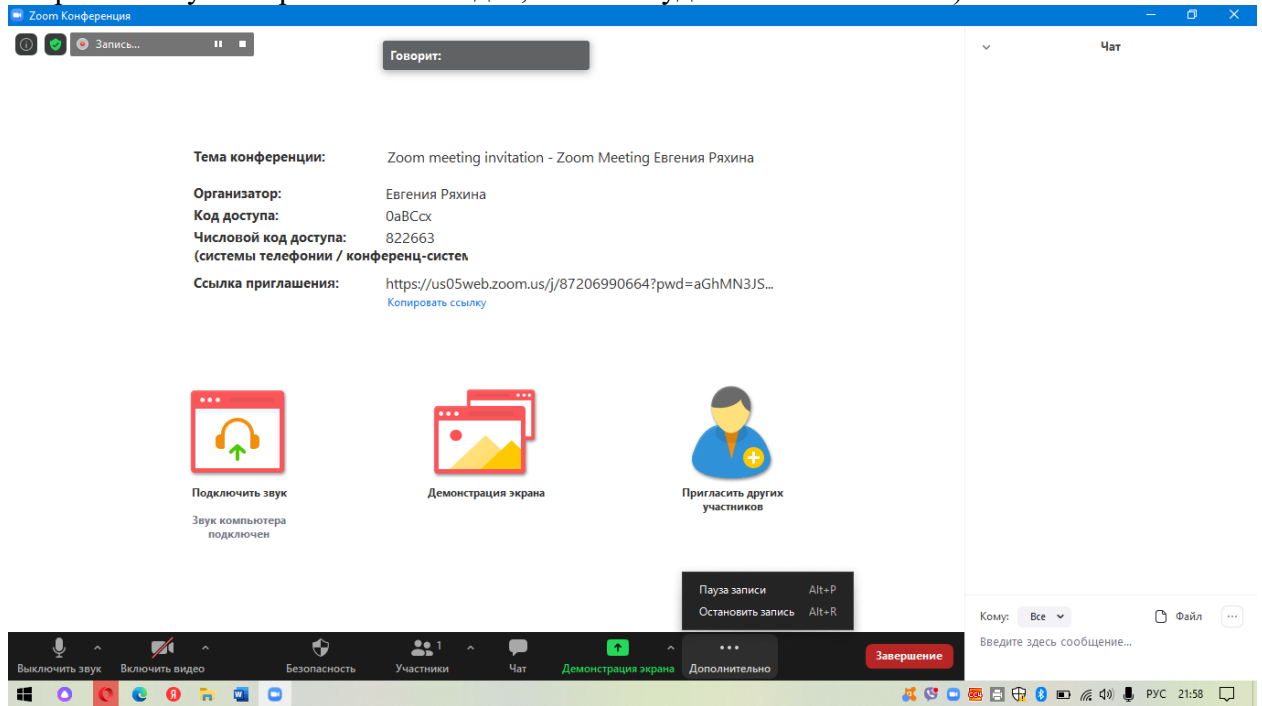 Zoom Конференция
Запись...
Говорит:
Чат
Тема конференции: Zoom meeting invitation - Zoom Meeting Евгения Ряхина
Организатор: Евгения Ряхина
Код доступа: 0aBCcx
Числовой код доступа: 822663
(системы телефонии / конференц-систем
Ссылка приглашения: https://us05web.zoom.us/j/87206990664?pwd=aGhMN3JS...
Копировать ссылку
Подключить звук
Звук компьютера
подключен
Демонстрация экрана
Пригласить других
участников
Пауза записи Alt+P
Остановить запись Alt+R
Кому: Все Файл
Введите здесь сообщение...
Выключить звук Включить видео Безопасность Участники 1 Чат Демонстрация экрана Дополнительно Завершение
РУС 21:58